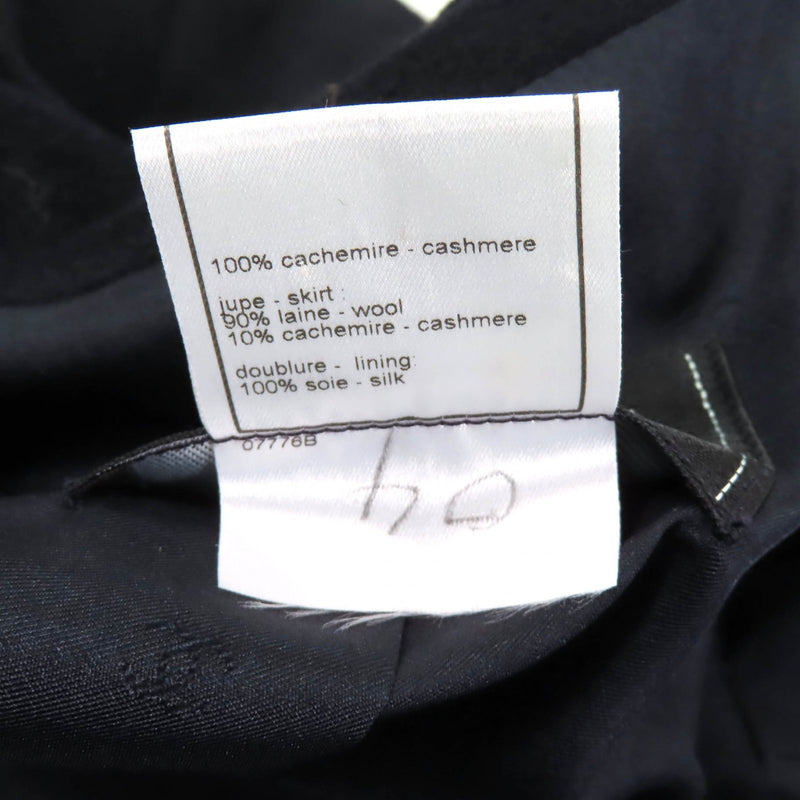 100% cachemire - cashmere
jupe - skirt :
90% laine - wool
10% cachemire - cashmere
doublure - lining:
100% soie - silk
07776B
40